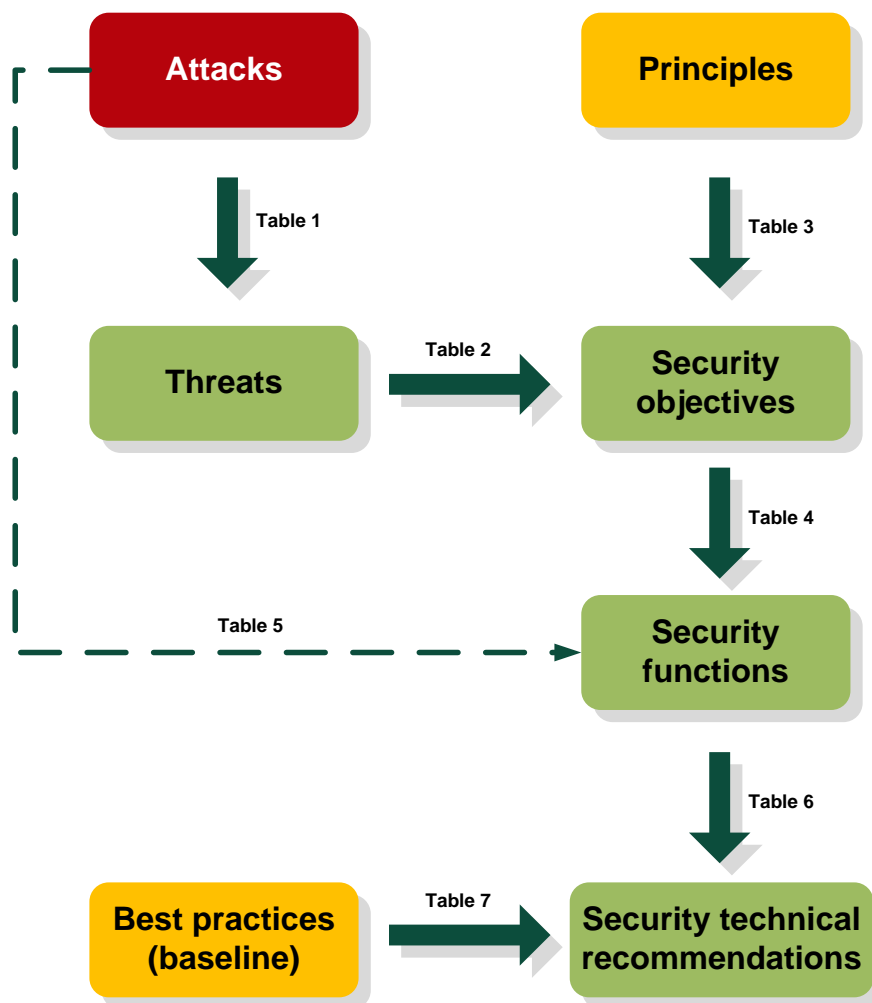 Attacks
Principles
Table 1
Table 3
Threats
Table 2
Security
objectives
Table 4
Table 5
Security
functions
Table 6
Best practices
(baseline)
Table 7
Security technical
recommendations